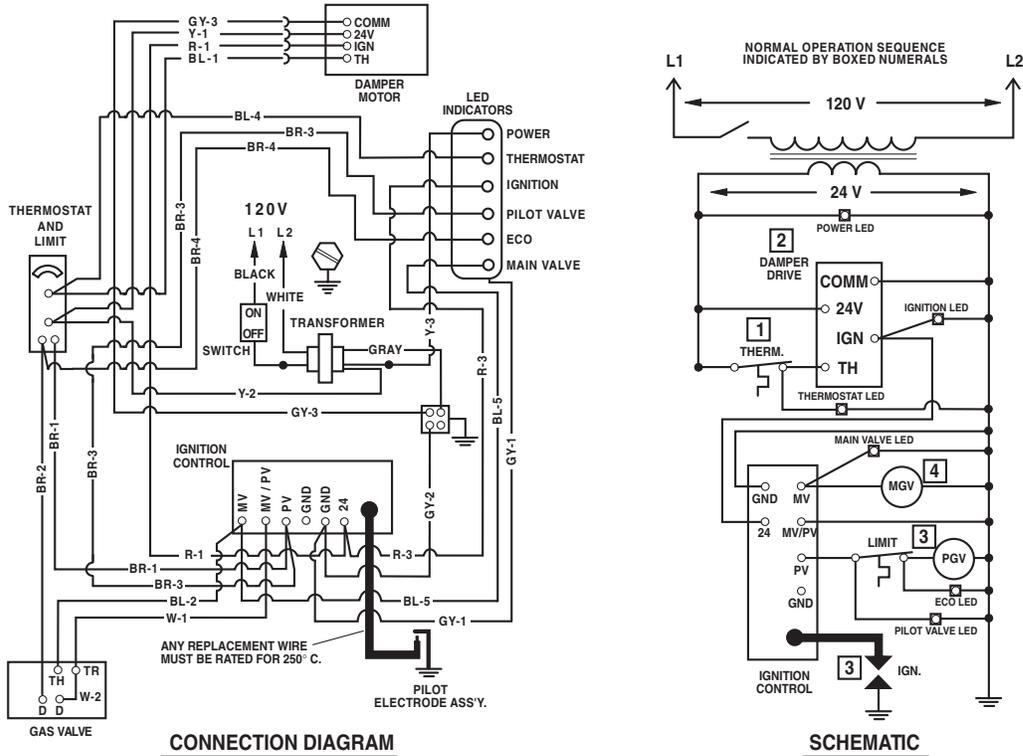 GY-3
Y-1
R-1
BL-1
COMM
24V
IGN
TH
DAMPER
MOTOR
LED
INDICATORS
POWER
THERMOSTAT
IGNITION
PILOT VALVE
ECO
MAIN VALVE
BL-4
BR-3
BR-4
THERMOSTAT
AND
LIMIT
BR-3
BR-4
120V
L1 L2
BLACK
WHITE
ON
OFF
SWITCH
TRANSFORMER
GRAY
Y-3
R-3
Y-2
GY-3
BL-5
GY-1
BR-1
BR-2
BR-3
IGNITION
CONTROL
MV
MV / PV
PV
GND
GND
24
GY-2
R-1
R-3
BR-1
BR-3
BL-2
BL-5
W-1
GY-1
ANY REPLACEMENT WIRE
MUST BE RATED FOR 250° C.
TH
TR
W-2
D D
GAS VALVE
PILOT
ELECTRODE ASS'Y.
CONNECTION DIAGRAM
NORMAL OPERATION SEQUENCE
INDICATED BY BOXED NUMERALS
L1
L2
120 V
24 V
POWER LED
2
DAMPER
DRIVE
COMM
24V
IGN
TH
IGNITION LED
1
THERM.
THERMOSTAT LED
MAIN VALVE LED
4
MGV
GND
MV
24
MV/PV
LIMIT
3
PGV
PV
GND
ECO LED
PILOT VALVE LED
3
IGN.
IGNITION
CONTROL
SCHEMATIC